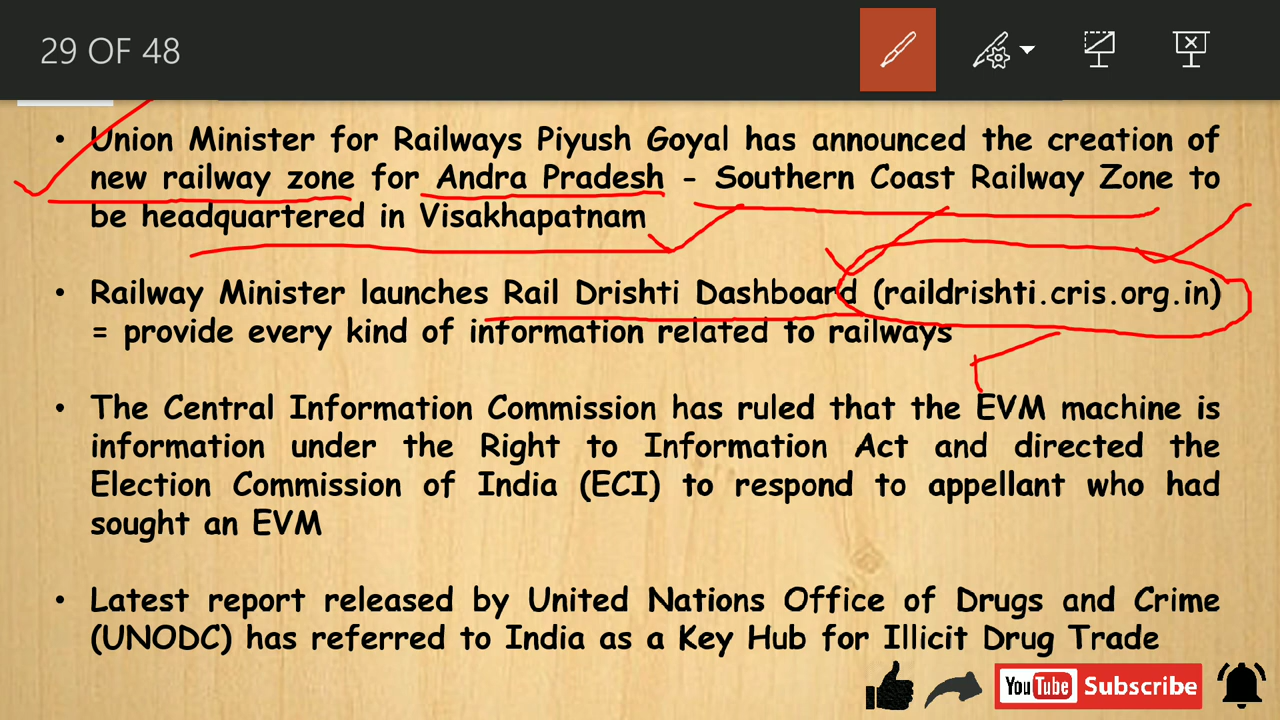 29 OF 48
• Union Minister for Railways Piyush Goyal has announced the creation of
new railway zone for Andra Pradesh - Southern Coast Railway Zone to
be headquartered in Visakhapatnam
• Railway Minister launches Rail Drishti Dashboard (raildrishti.cris.org.in)
= provide every kind of information related to railways
• The Central Information Commission has ruled that the EVM machine is
information under the Right to Information Act and directed the
Election Commission of India (ECI) to respond to appellant who had
sought an EVM
• Latest report released by United Nations Office of Drugs and Crime
(UNODC) has referred to India as a Key Hub for Illicit Drug Trade
YouTube Subscribe